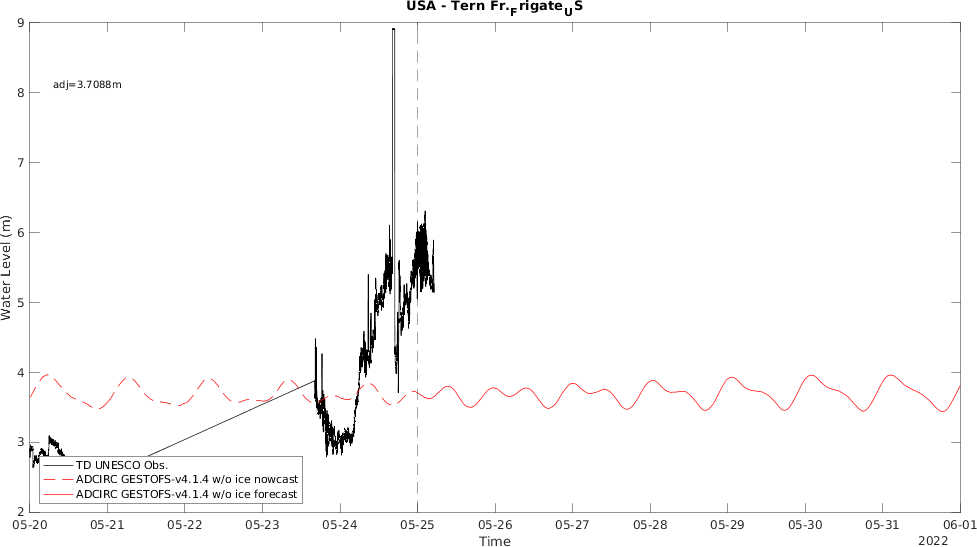 USA - Tern Fr.FrigateUS
9
8
7
6
5
4
3
2
Water Level (m)
adj=3.7088m
TD UNESCO Obs.
ADCIRC GESTOFS-v4.1.4 w/o ice nowcast
ADCIRC GESTOFS-v4.1.4 w/o ice forecast
05-20 05-21 05-22 05-23 05-24 05-25 05-26 05-27 05-28 05-29 05-30 05-31 06-01
Time
2022